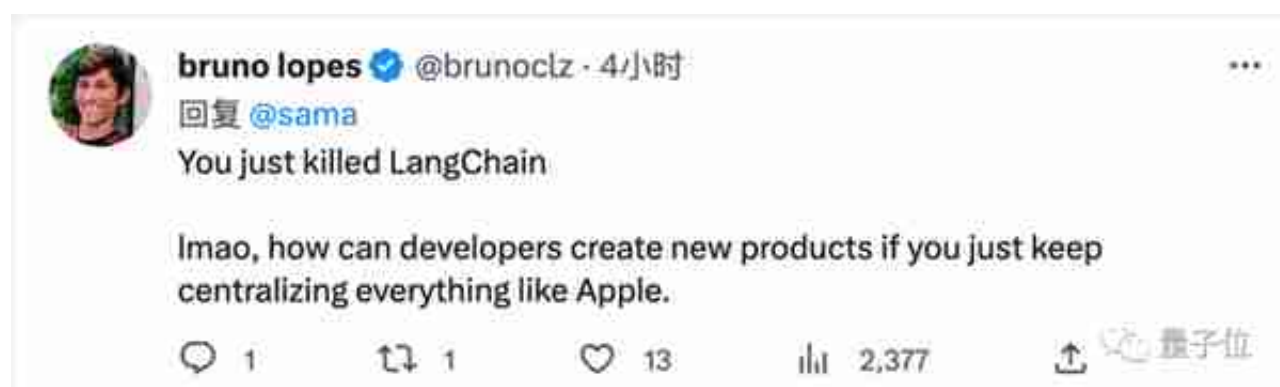 bruno lopes @brunoclz · 4小时
回复 @sama
You just killed LangChain
lmao, how can developers create new products if you just keep
centralizing everything like Apple.
1 1 13 2,377
量子位